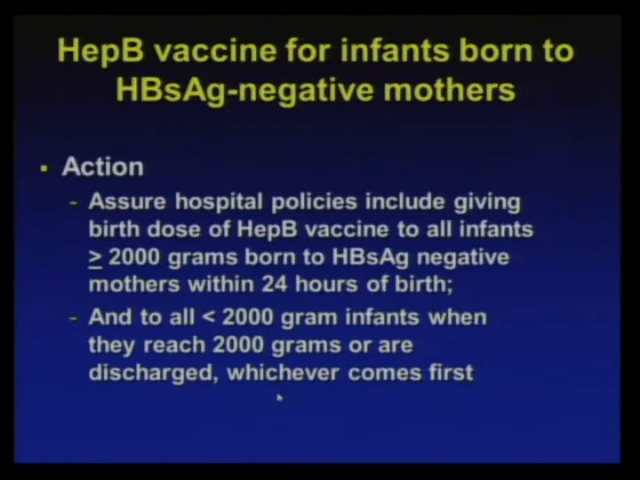 HepB vaccine for infants born to
HBsAg-negative mothers
▪ Action
- Assure hospital policies include giving
birth dose of HepB vaccine to all infants
≥ 2000 grams born to HBsAg negative
mothers within 24 hours of birth;
- And to all < 2000 gram infants when
they reach 2000 grams or are
discharged, whichever comes first